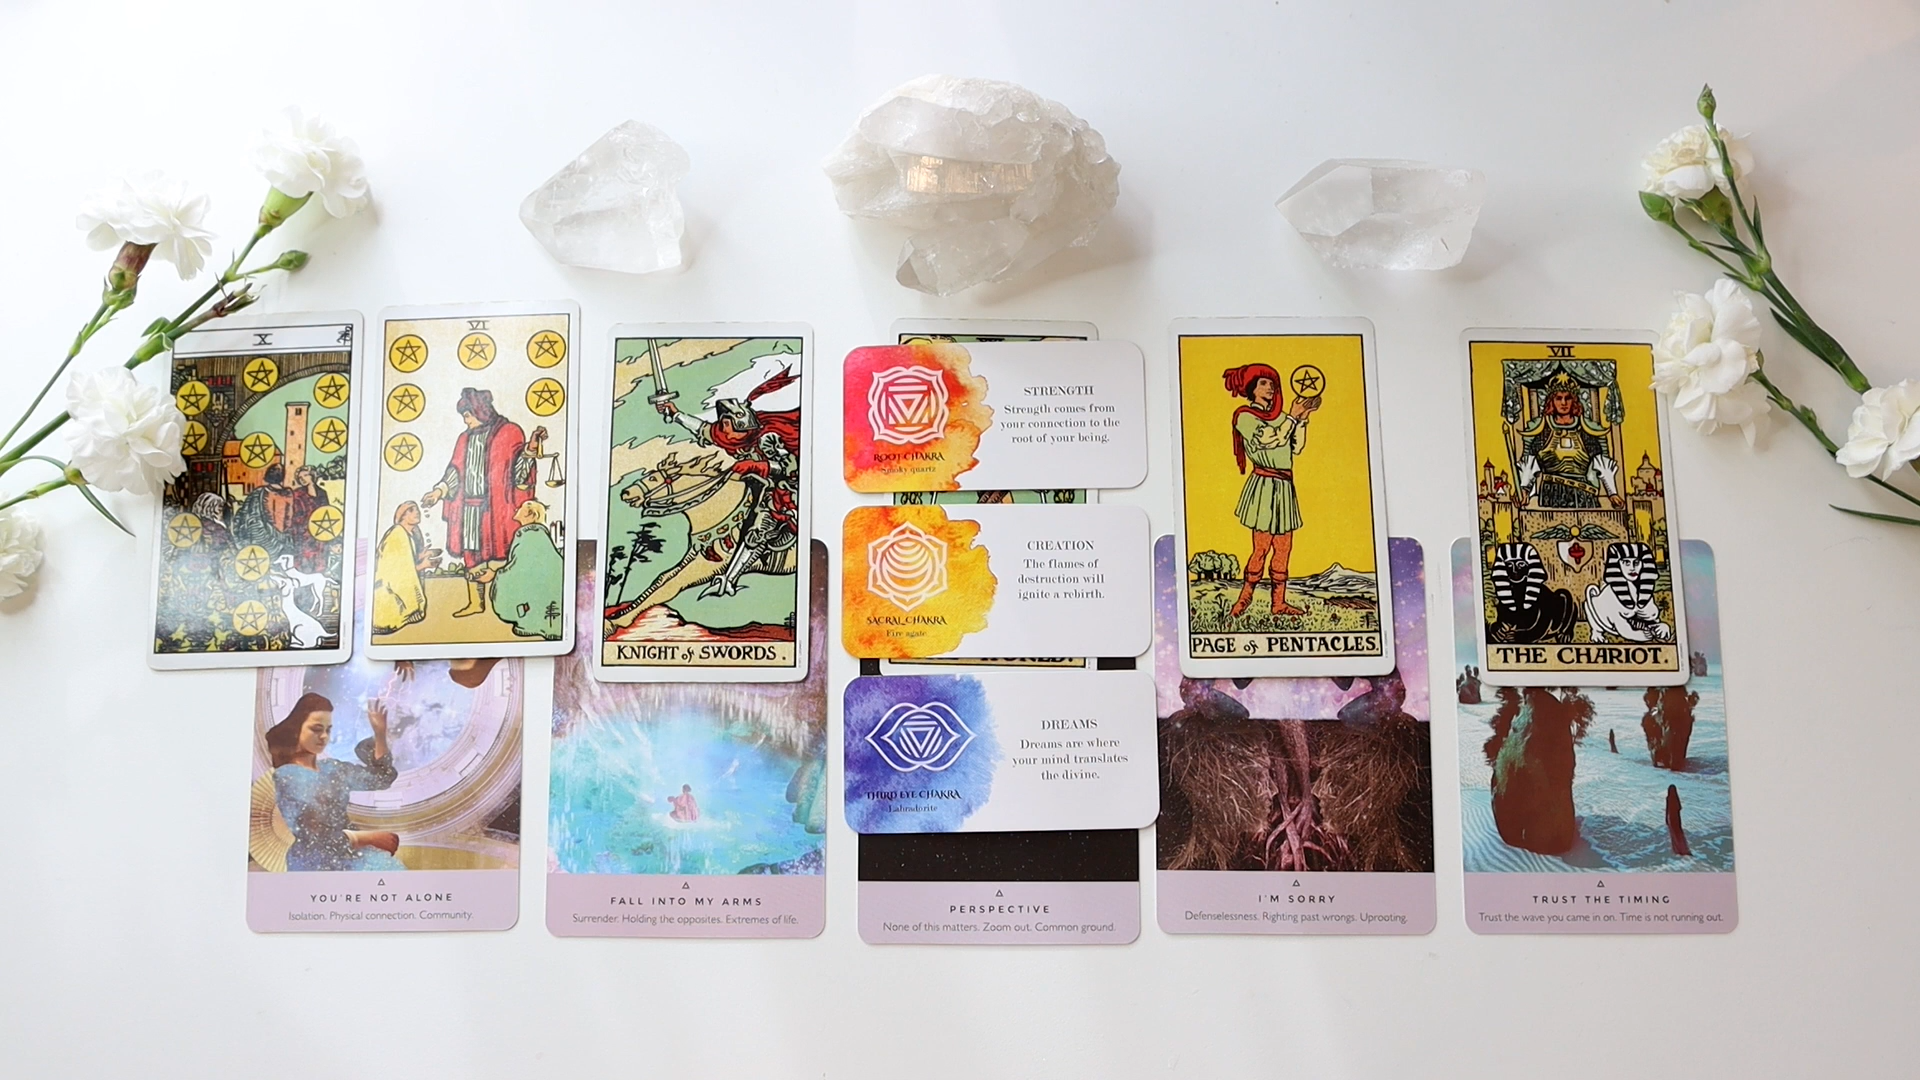 X
VI
KNIGHT of SWORDS.
STRENGTH
Strength comes from
your connection to the
root of your being.
ROOT CHAKRA
Smoky quartz
CREATION
The flames of
destruction will
ignite a rebirth.
SACRAL CHAKRA
Fire agate
DREAMS
Dreams are where
your mind translates
the divine.
THIRD EYE CHAKRA
Labradorite
PAGE of PENTACLES.
VII
THE CHARIOT.
YOU'RE NOT ALONE
Isolation. Physical connection. Community.
FALL INTO MY ARMS
Surrender. Holding the opposites. Extremes of life.
PERSPECTIVE
None of this matters. Zoom out. Common ground.
I'M SORRY
Defenselessness. Righting past wrongs. Uprooting.
TRUST THE TIMING
Trust the wave you came in on. Time is not running out.